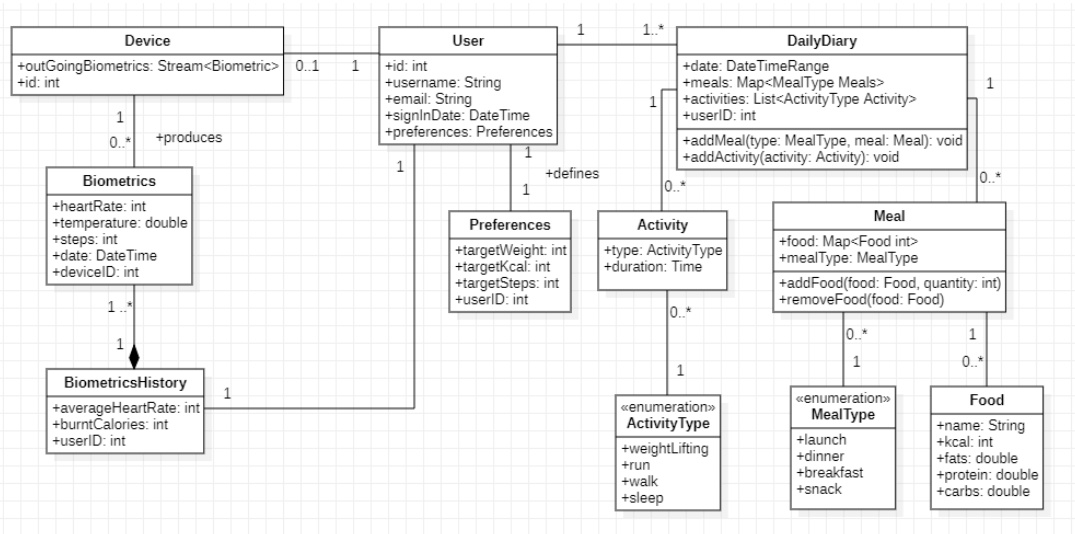 Device
+outGoingBiometrics: Stream<Biometric>
+id: int
0..1
1
User
+id: int
+username: String
+email: String
+signInDate: DateTime
+preferences: Preferences
1
1..*
DailyDiary
+date: DateTimeRange
+meals: Map<MealType Meals>
+activities: List<ActivityType Activity>
+userID: int
+addMeal(type: MealType, meal: Meal): void
+addActivity(activity: Activity): void
1
0..*
+produces
Biometrics
+heartRate: int
+temperature: double
+steps: int
+date: DateTime
+deviceID: int
1 ..*
1
BiometricsHistory
+averageHeartRate: int
+burntCalories: int
+userID: int
1
1
1
+defines
1
Preferences
+targetWeight: int
+targetKcal: int
+targetSteps: int
+userID: int
1
0..*
Activity
+type: ActivityType
+duration: Time
0..*
1
«enumeration»
ActivityType
+weightLifting
+run
+walk
+sleep
1
0..*
Meal
+food: Map<Food int>
+mealType: MealType
+addFood(food: Food, quantity: int)
+removeFood(food: Food)
0..*
1
«enumeration»
MealType
+launch
+dinner
+breakfast
+snack
1
0..*
Food
+name: String
+kcal: int
+fats: double
+protein: double
+carbs: double